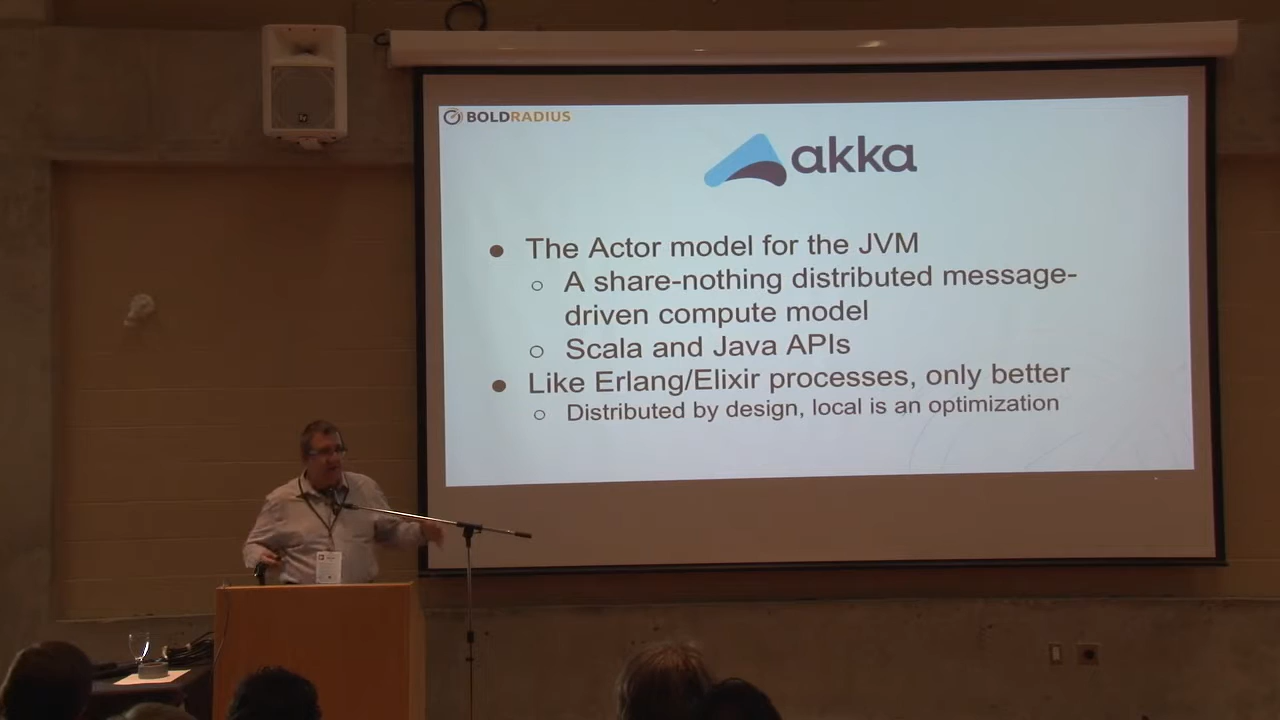 BOLDRADIUS
akka
● The Actor model for the JVM
○ A share-nothing distributed message-
driven compute model
○ Scala and Java APIs
● Like Erlang/Elixir processes, only better
○ Distributed by design, local is an optimization